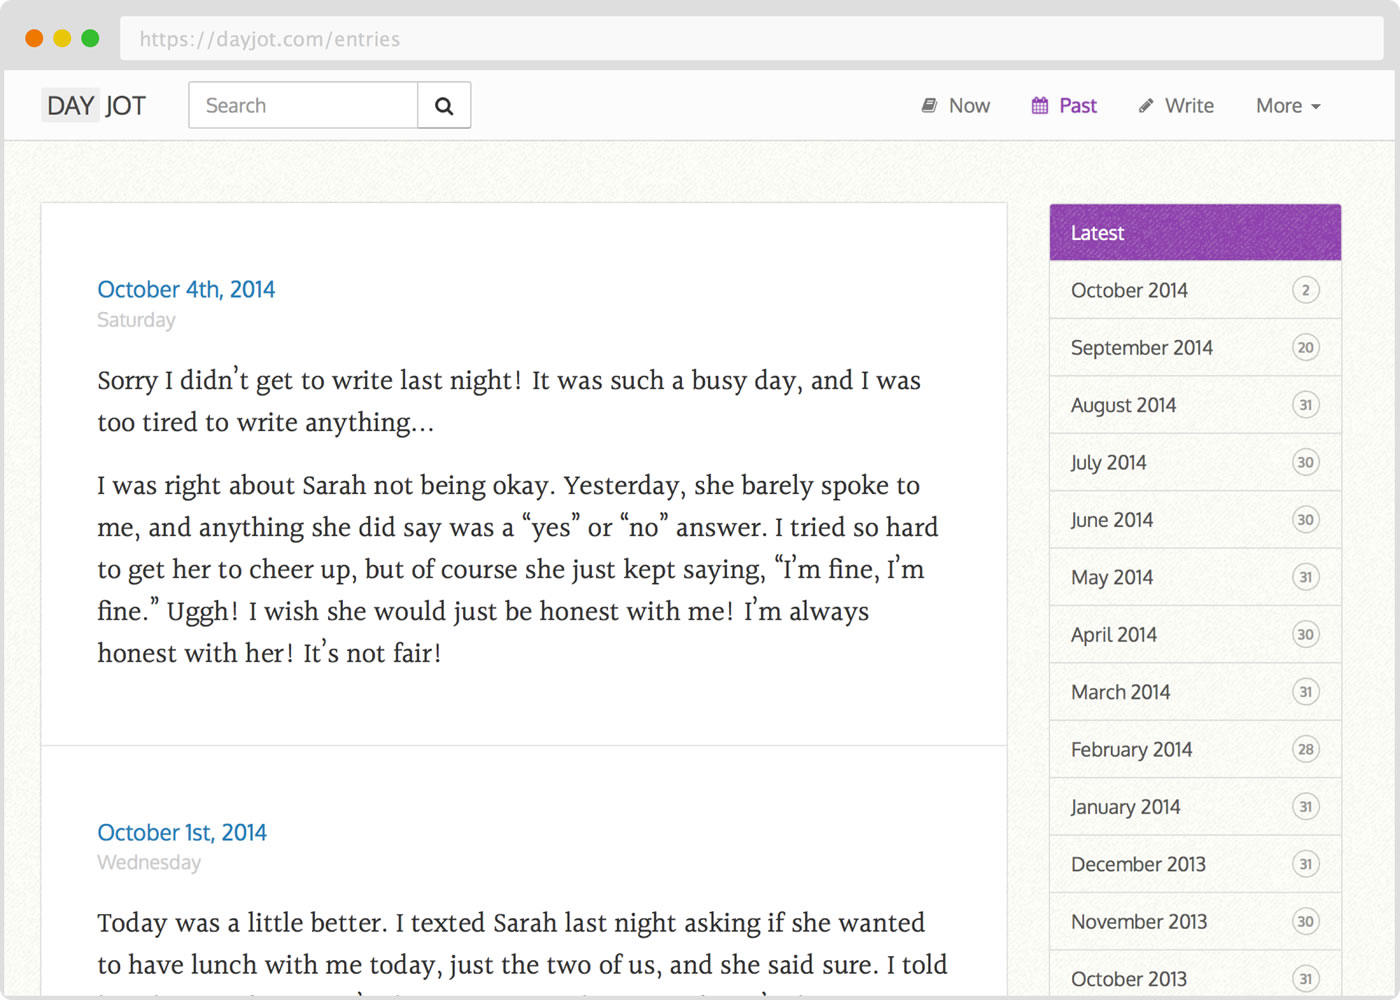 https://dayjot.com/entries
DAY JOT
Search
Now
Past
Write
More
October 4th, 2014
Saturday
Sorry I didn’t get to write last night! It was such a busy day, and I was
too tired to write anything…
I was right about Sarah not being okay. Yesterday, she barely spoke to
me, and anything she did say was a “yes” or “no” answer. I tried so hard
to get her to cheer up, but of course she just kept saying, “I’m fine, I’m
fine.” Uggh! I wish she would just be honest with me! I’m always
honest with her! It’s not fair!
October 1st, 2014
Wednesday
Today was a little better. I texted Sarah last night asking if she wanted
to have lunch with me today, just the two of us, and she said sure. I told
Latest
October 2014 2
September 2014 20
August 2014 31
July 2014 30
June 2014 30
May 2014 31
April 2014 30
March 2014 31
February 2014 28
January 2014 31
December 2013 31
November 2013 30
October 2013 31